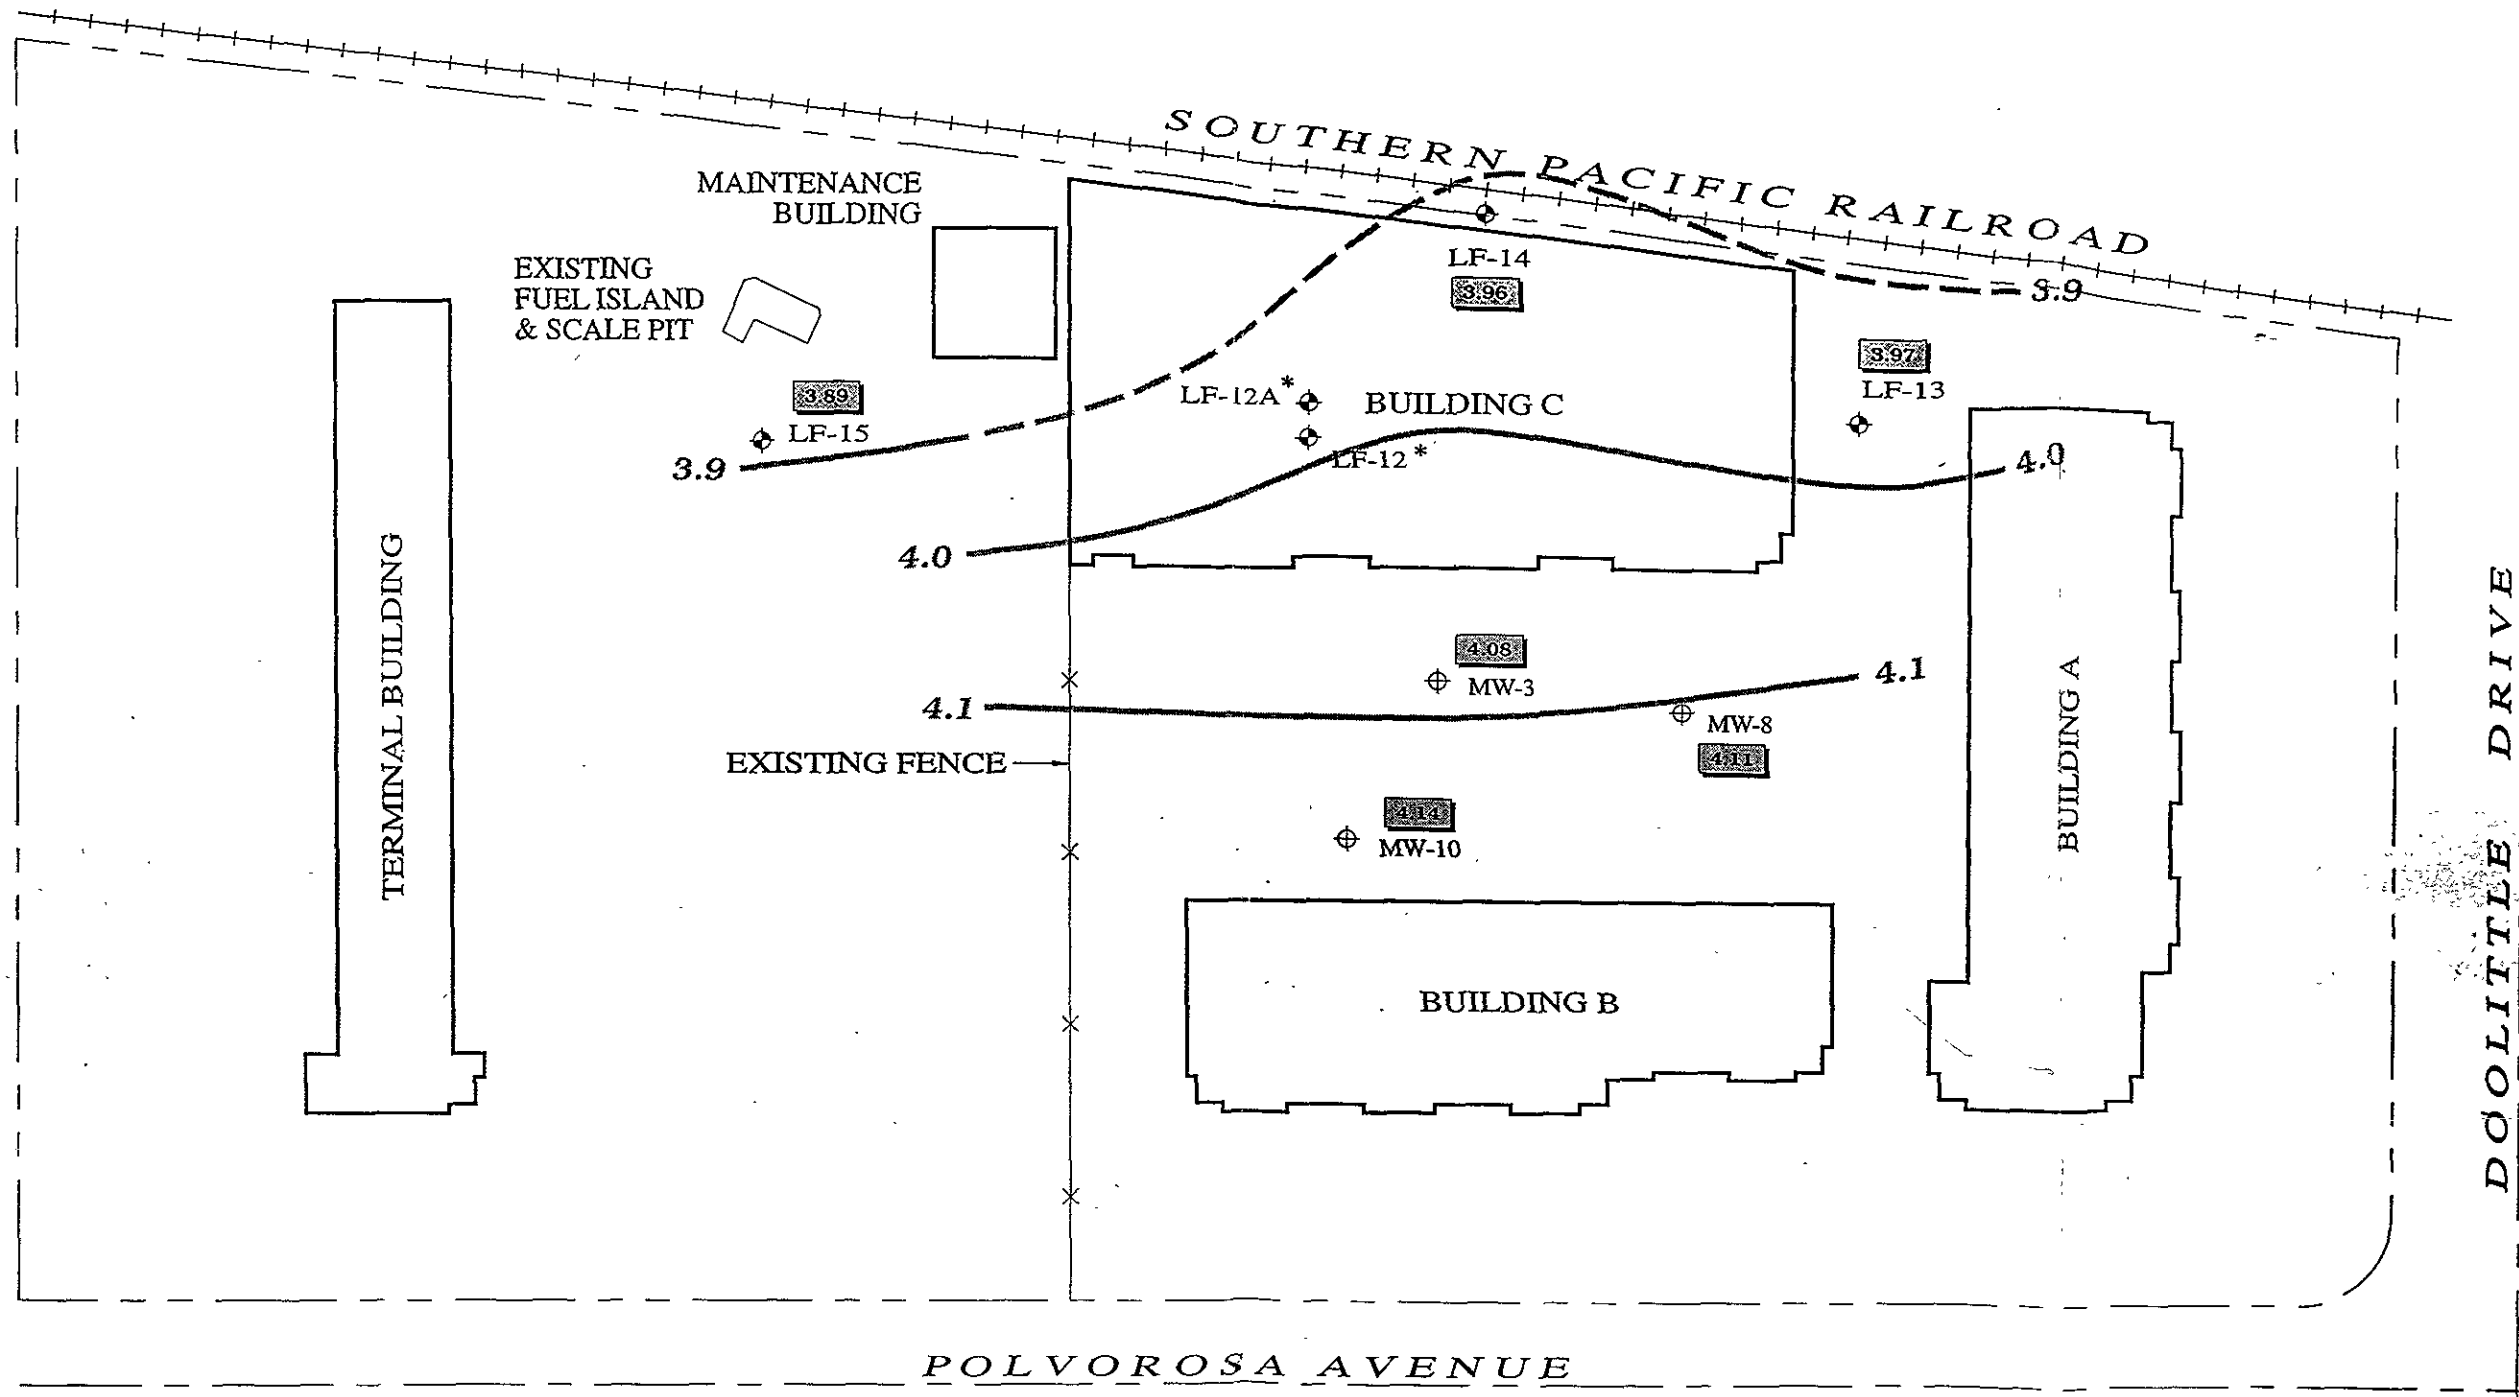 SOUTHERN PACIFIC RAILROAD
MAINTENANCE
BUILDING
EXISTING
FUEL ISLAND
& SCALE PIT
LF-14
3.96
3.9
3.97
LF-13
3.89
LF-15
LF-12A*
BUILDING C
LF-12*
3.9
4.0
4.0
TERMINAL BUILDING
4.08
MW-3
4.1
4.1
MW-8
4.11
EXISTING FENCE
4.14
MW-10
BUILDING A
BUILDING B
DOOLITTLE DRIVE
POLVOROSA AVENUE